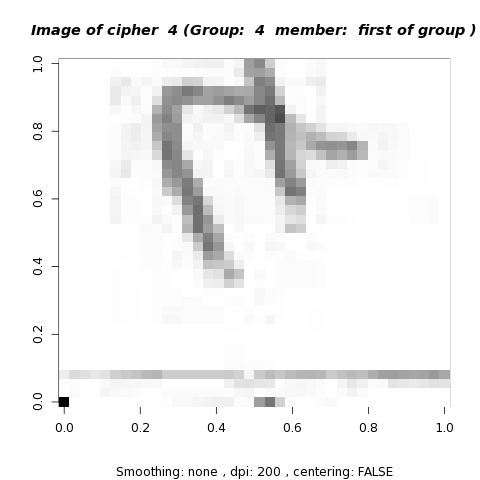 Image of cipher 4 (Group: 4 member: first of group )
1.0
0.8
0.6
0.4
0.2
0.0
0.0 0.2 0.4 0.6 0.8 1.0
Smoothing: none , dpi: 200 , centering: FALSE